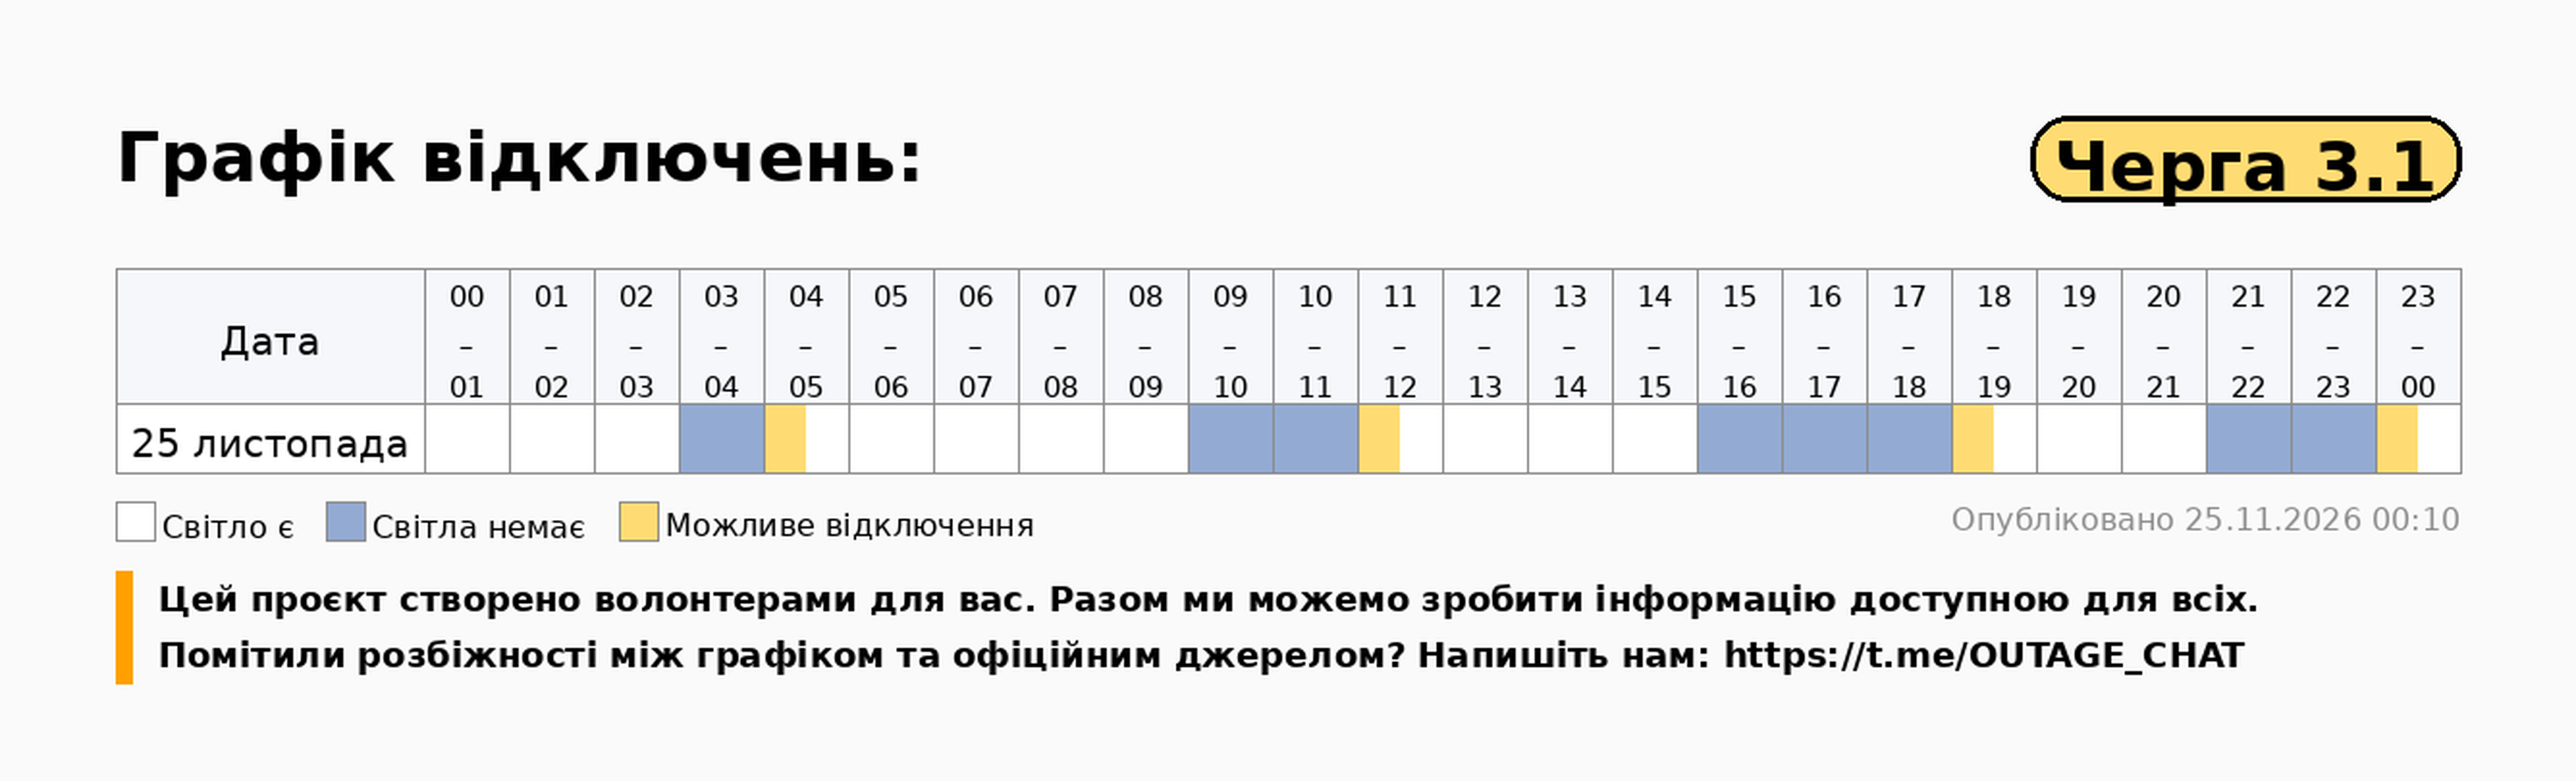 Графік відключень:
Черга 3.1
Дата 00 – 01 01 – 02 02 – 03 03 – 04 04 – 05 05 – 06 06 – 07 07 – 08 08 – 09 09 – 10 10 – 11 11 – 12 12 – 13 13 – 14 14 – 15 15 – 16 16 – 17 17 – 18 18 – 19 19 – 20 20 – 21 21 – 22 22 – 23 23 – 00
25 листопада
Світло є Світла немає Можливе відключення
Опубліковано 25.11.2026 00:10
Цей проєкт створено волонтерами для вас. Разом ми можемо зробити інформацію доступною для всіх.
Помітили розбіжності між графіком та офіційним джерелом? Напишіть нам: https://t.me/OUTAGE_CHAT